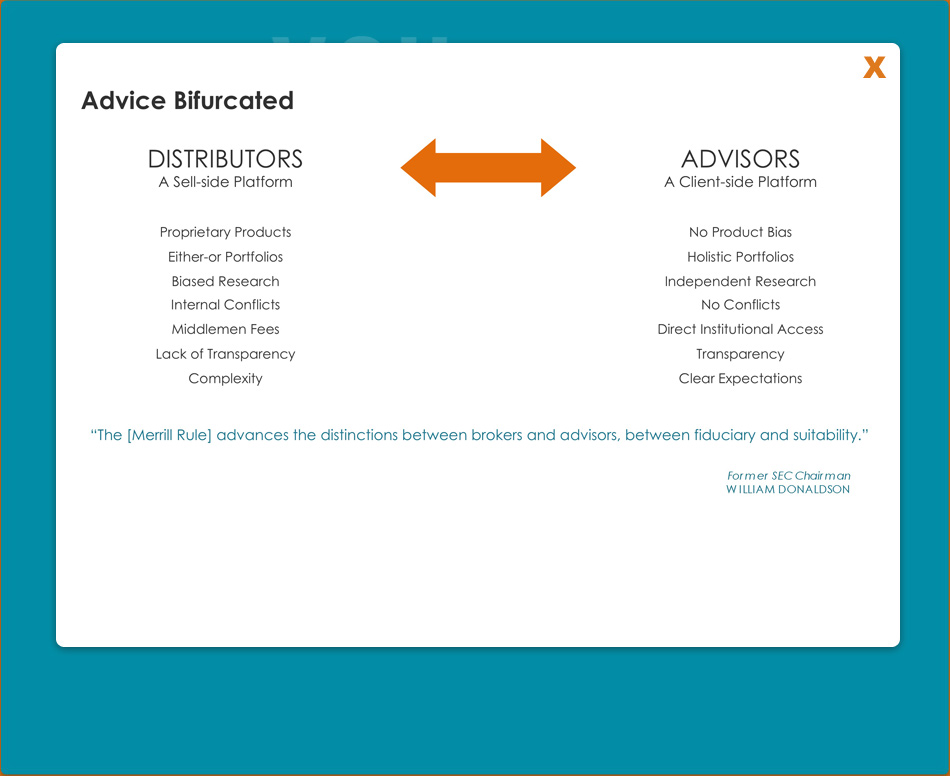 X
Advice Bifurcated
DISTRIBUTORS
A Sell-side Platform
Proprietary Products
Either-or Portfolios
Biased Research
Internal Conflicts
Middlemen Fees
Lack of Transparency
Complexity
ADVISORS
A Client-side Platform
No Product Bias
Holistic Portfolios
Independent Research
No Conflicts
Direct Institutional Access
Transparency
Clear Expectations
“The [Merrill Rule] advances the distinctions between brokers and advisors, between fiduciary and suitability.”
Former SEC Chairman
WILLIAM DONALDSON